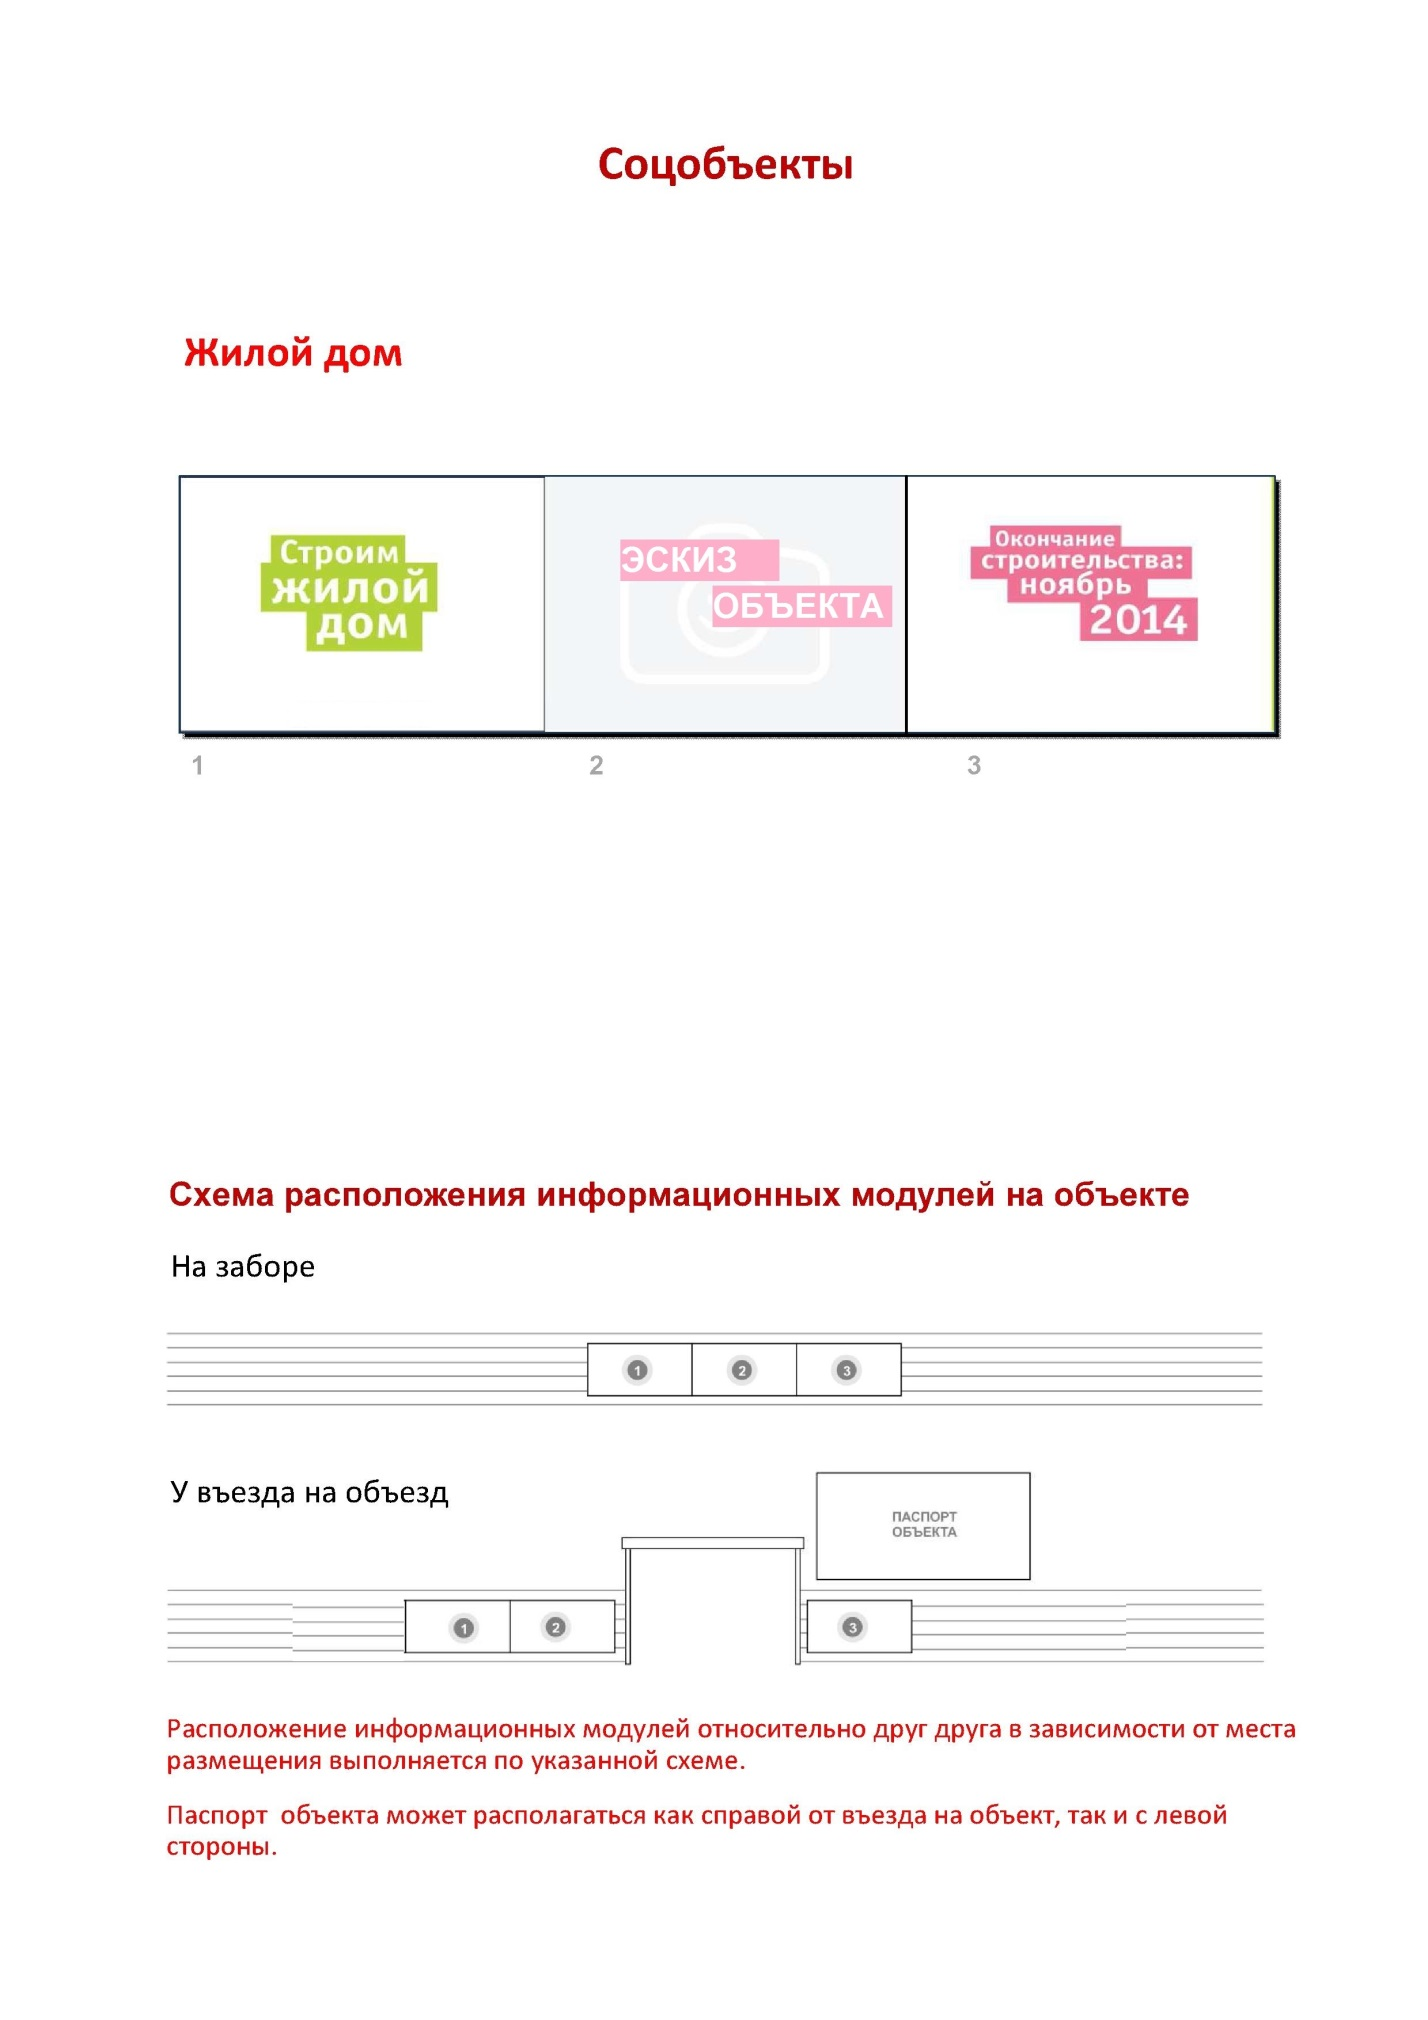 Соцобъекты
Жилой дом
Строим
жилой
дом
ЭСКИЗ
ОБЪЕКТА
Окончание
строительства:
ноябрь
2014
1
2
3
Схема расположения информационных модулей на объекте
На заборе
1
2
3
У въезда на объезд
ПАСПОРТ
ОБЪЕКТА
1
2
3
Расположение информационных модулей относительно друг друга в зависимости от места
размещения выполняется по указанной схеме.
Паспорт  объекта может располагаться как справой от въезда на объект, так и с левой
стороны.